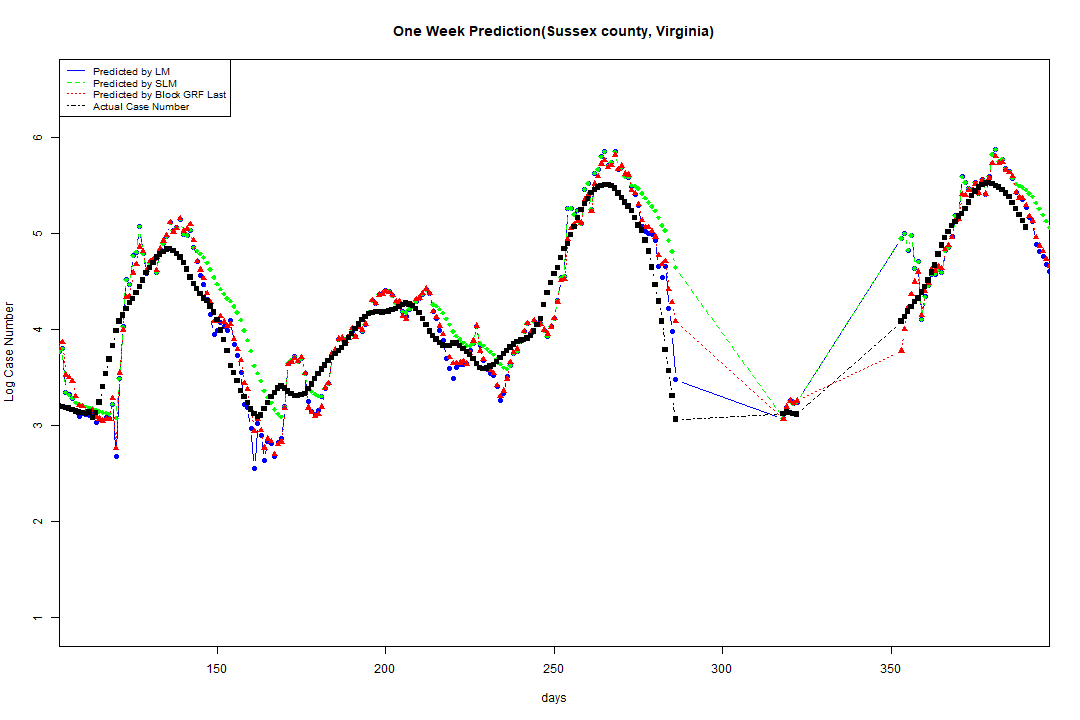 One Week Prediction(Sussex county, Virginia)
Predicted by LM
Predicted by SLM
Predicted by Block GRF Last
Actual Case Number
Log Case Number
6
5
4
3
2
1
150
200
250
300
350
days